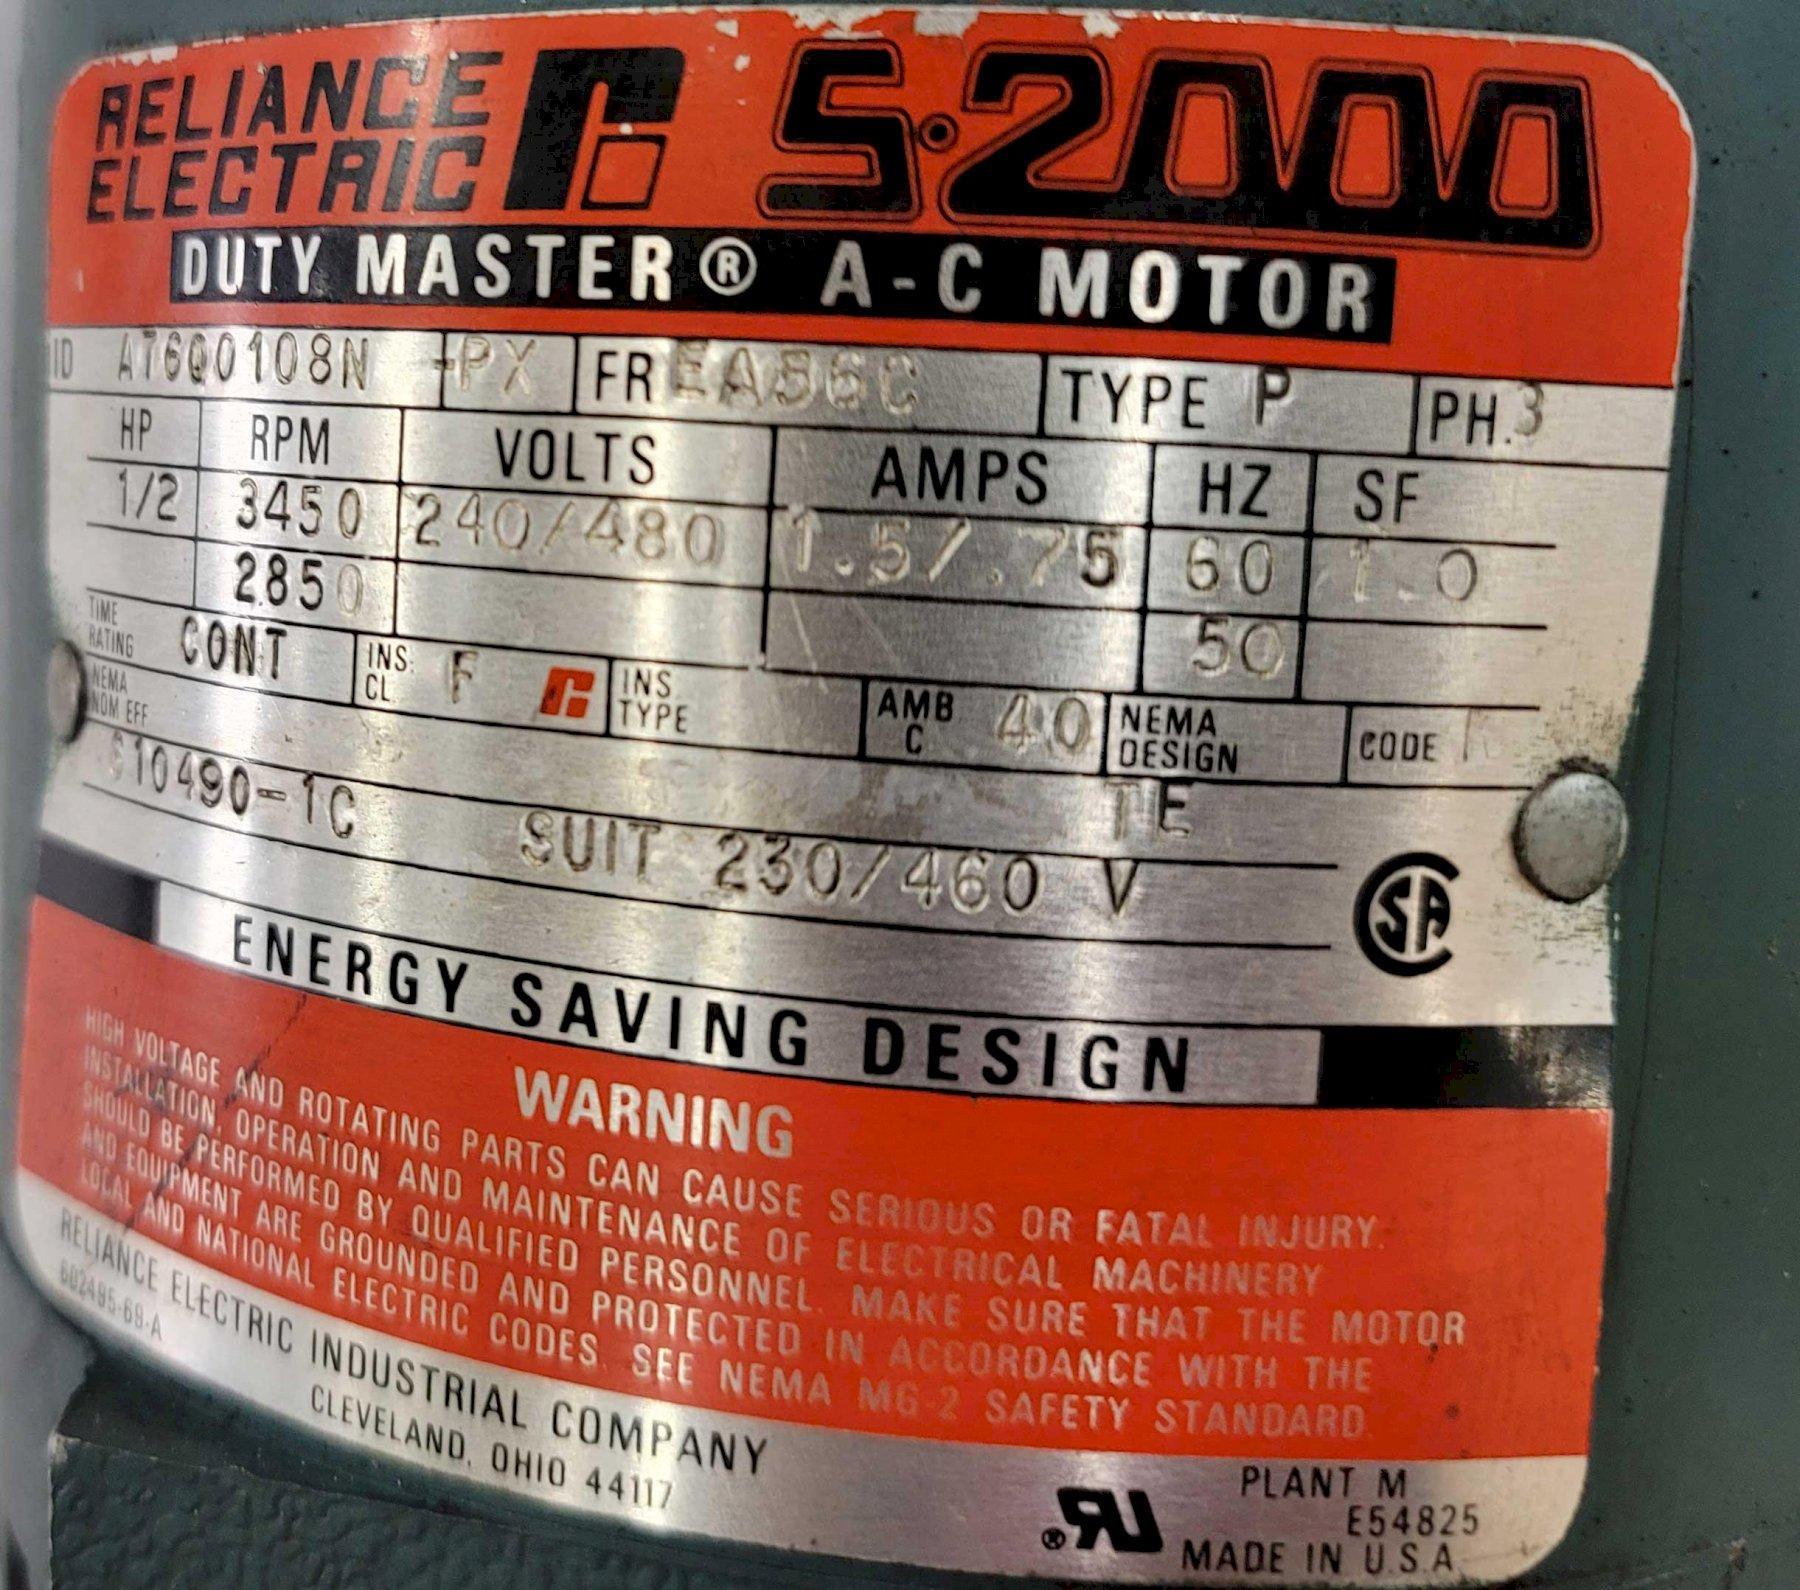 RELIANCE
ELECTRIC
S·2000
DUTY MASTER® A-C MOTOR
ID A76Q0108N -PX FR EA56C TYPE P PH.3
HP RPM VOLTS AMPS HZ SF
1/2 3450 240/480 1.5/.75 60 1.0
2850 50
TIME RATING CONT INS. CL F INS TYPE AMB C 40 NEMA DESIGN CODE
NEMA NOM EFF TE
610490-1C SUIT 230/460 V
SA
ENERGY SAVING DESIGN
WARNING
HIGH VOLTAGE AND ROTATING PARTS CAN CAUSE SERIOUS OR FATAL INJURY.
INSTALLATION, OPERATION AND MAINTENANCE OF ELECTRICAL MACHINERY
SHOULD BE PERFORMED BY QUALIFIED PERSONNEL. MAKE SURE THAT THE MOTOR
AND EQUIPMENT ARE GROUNDED AND PROTECTED IN ACCORDANCE WITH THE
LOCAL AND NATIONAL ELECTRIC CODES. SEE NEMA MG-2 SAFETY STANDARD.
RELIANCE ELECTRIC INDUSTRIAL COMPANY
602495-69-A
CLEVELAND, OHIO 44117
PLANT M
E54825
MADE IN U.S.A.